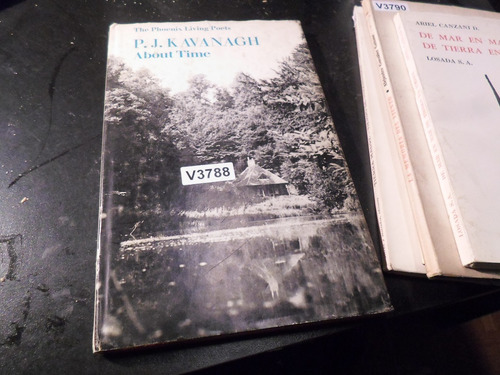 The Phoenix Living Poets
P. J. KAVANAGH
About Time
V3788
V3790
ARIEL CANZANI D.
DE MAR EN MA
DE TIERRA EN
LOSADA S. A.